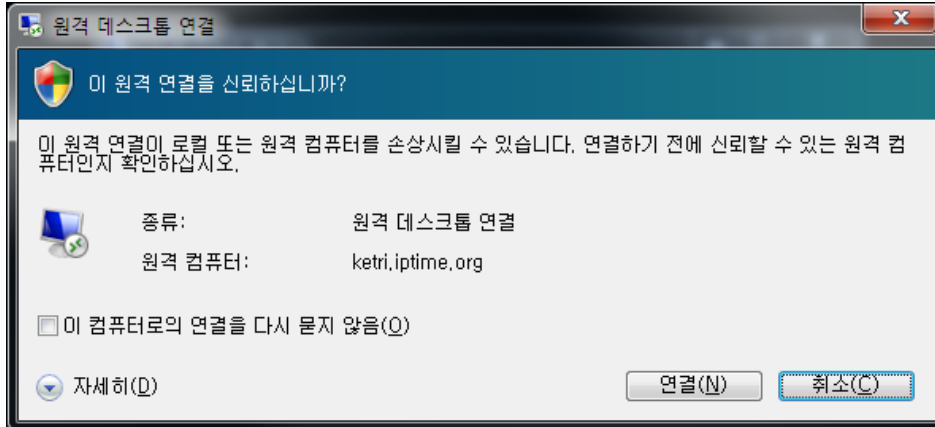 원격 데스크톱 연결
이 원격 연결을 신뢰하십니까?
이 원격 연결이 로컬 또는 원격 컴퓨터를 손상시킬 수 있습니다. 연결하기 전에 신뢰할 수 있는 원격 컴
퓨터인지 확인하십시오.
종류: 원격 데스크톱 연결
원격 컴퓨터: ketri.iptime.org
이 컴퓨터로의 연결을 다시 묻지 않음(O)
자세히(D) 연결(N) 취소(C)